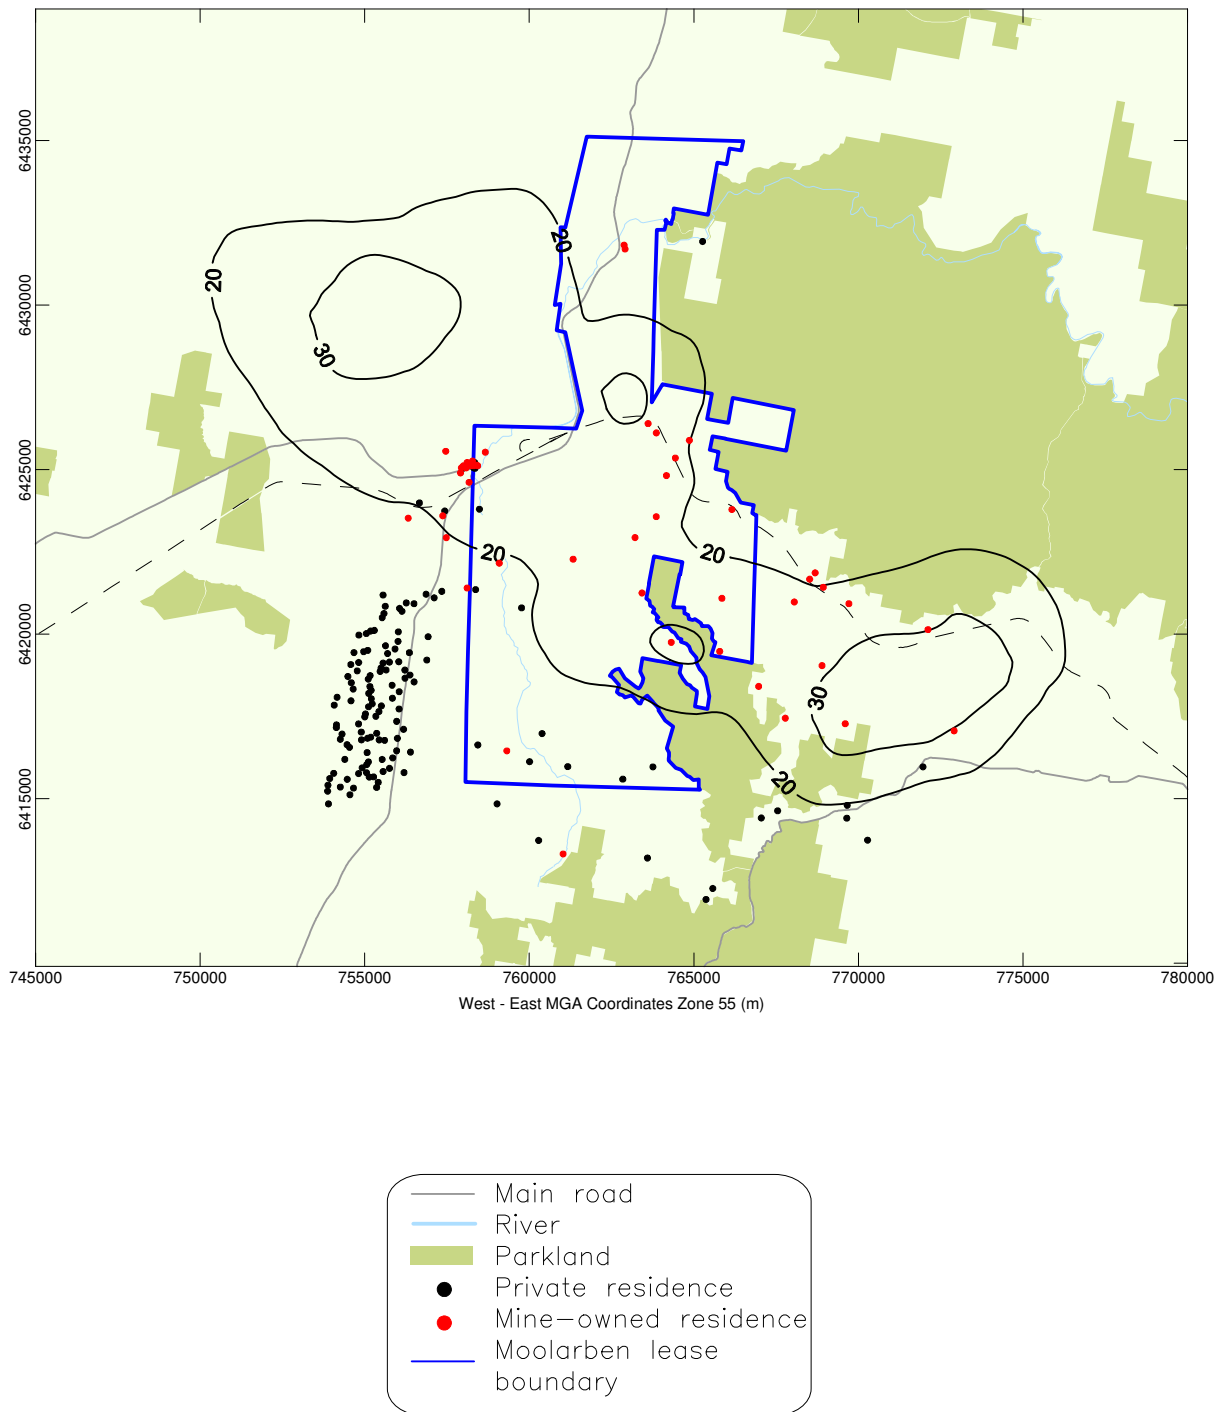 6435000
20
20
6430000
30
6425000
20
20
6420000
30
20
6415000
745000 750000 755000 760000 765000 770000 775000 780000
West - East MGA Coordinates Zone 55 (m)
Main road
River
Parkland
Private residence
Mine-owned residence
Moolarben lease
boundary